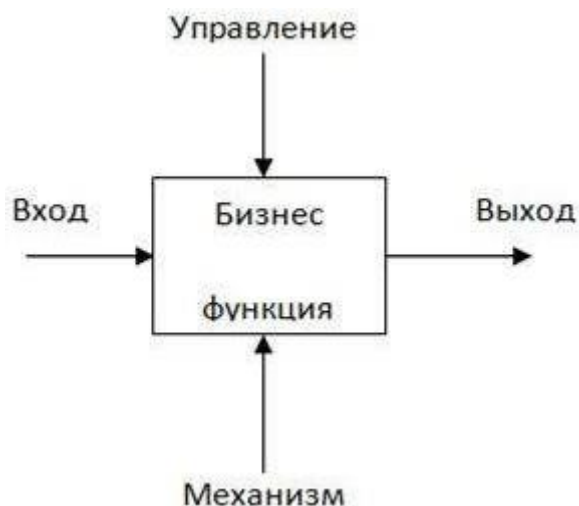 Управление
Вход
Бизнес
Выход
функция
Механизм